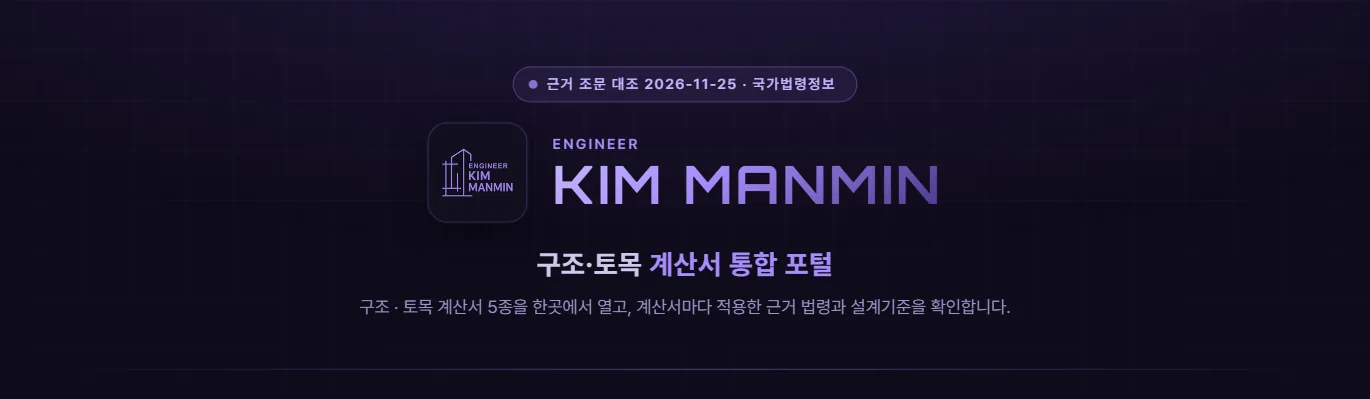 근거 조문 대조 2026-11-25 · 국가법령정보
ENGINEER
KIM
MANMIN
ENGINEER
KIM MANMIN
구조·토목 계산서 통합 포털
구조 · 토목 계산서 5종을 한곳에서 열고, 계산서마다 적용한 근거 법령과 설계기준을 확인합니다.